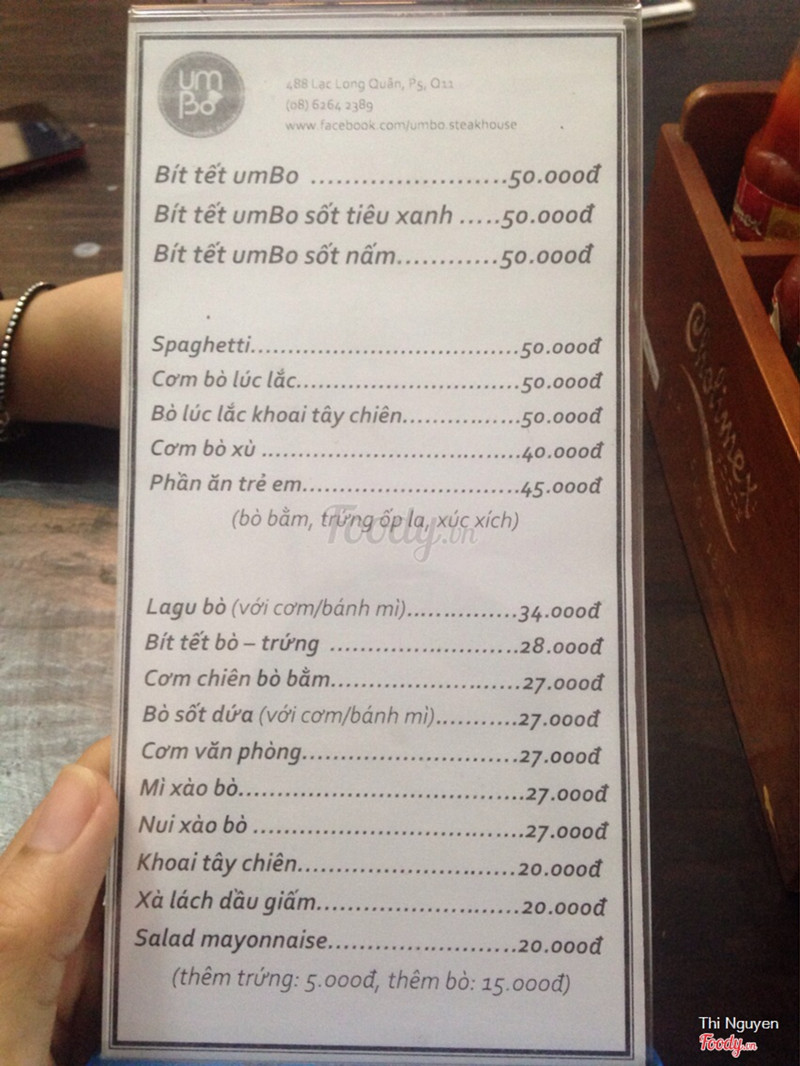 um
Bò
488 Lạc Long Quân, P5, Q11
(08) 6264 2389
www.facebook.com/umbo.steakhouse
Bít tết umBo ........................50.000đ
Bít tết umBo sốt tiêu xanh .....50.000đ
Bít tết umBo sốt nấm............50.000đ
Spaghetti......................................50.000đ
Cơm bò lúc lắc................................50.000đ
Bò lúc lắc khoai tây chiên................50.000đ
Cơm bò xù .....................................40.000đ
Phần ăn trẻ em...............................45.000đ
(bò bằm, trứng ốp la, xúc xích)
Foody.vn
Lagu bò (với cơm/bánh mì)................34.000đ
Bít tết bò – trứng ...........................28.000đ
Cơm chiên bò bằm...........................27.000đ
Bò sốt dứa (với cơm/bánh mì)...........27.000đ
Cơm văn phòng...............................27.000đ
Mì xào bò.........................................27.000đ
Nui xào bò .......................................27.000đ
Khoai tây chiên...............................20.000đ
Xà lách dầu giấm.............................20.000đ
Salad mayonnaise...........................20.000đ
(thêm trứng: 5.000đ, thêm bò: 15.000đ)
Cholimex
Thi Nguyen
Foody.vn